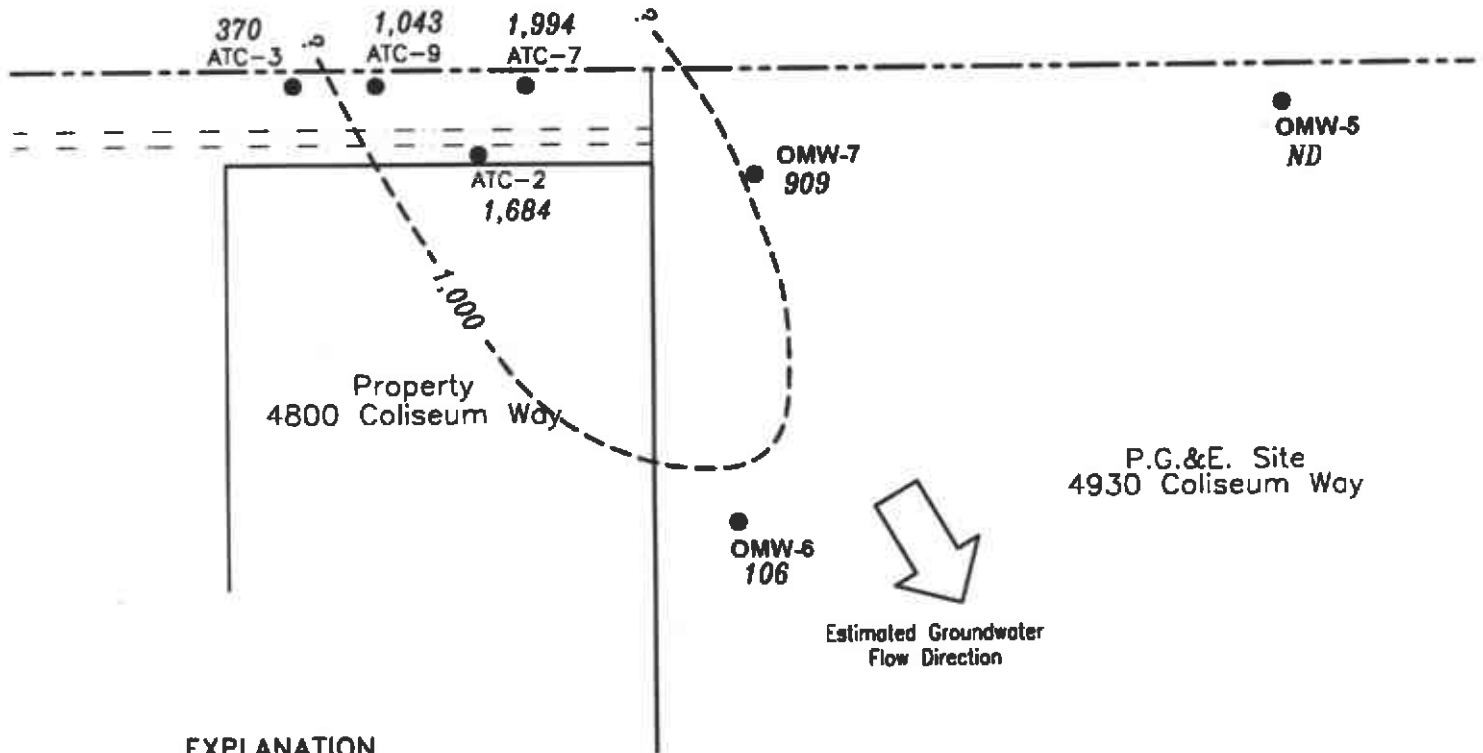 370
1,043
1,994
ATC-3
ATC-9
ATC-7
?
?
OMW-5
ND
OMW-7
909
ATC-2
1,684
1,000
Property
4800 Coliseum Way
P.G.&E. Site
4930 Coliseum Way
OMW-6
106
Estimated Groundwater
Flow Direction
EXPLANATION